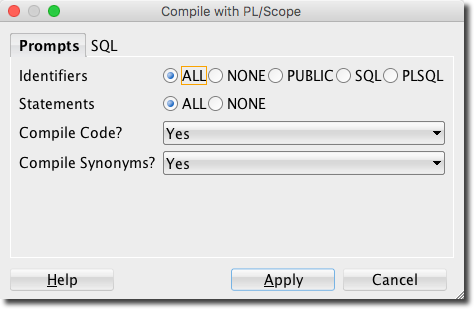 Compile with PL/Scope
Prompts SQL
Identifiers ALL NONE PUBLIC SQL PLSQL
Statements ALL NONE
Compile Code? Yes
Compile Synonyms? Yes
Help Apply Cancel